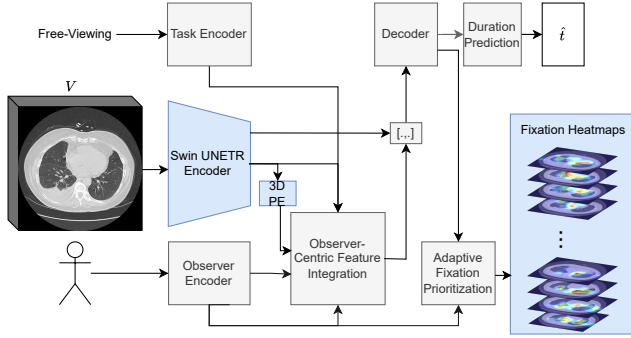 Free-Viewing
Task Encoder
Decoder
Duration
Prediction
t̂
V
Swin UNETR
Encoder
[.,.]
3D
PE
Fixation Heatmaps
Observer
Encoder
Observer-
Centric Feature
Integration
Adaptive
Fixation
Prioritization